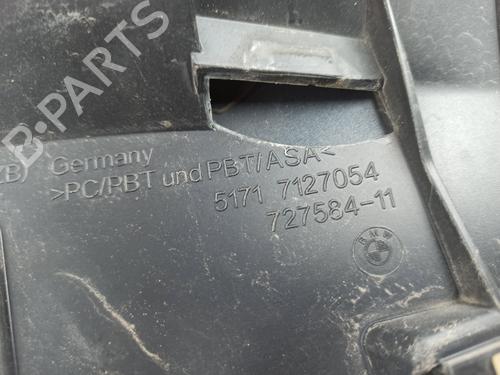 B-PARTS
Germany
>PC/PBT und PBT/ASA<
5171 7127054
727584-11
BMW